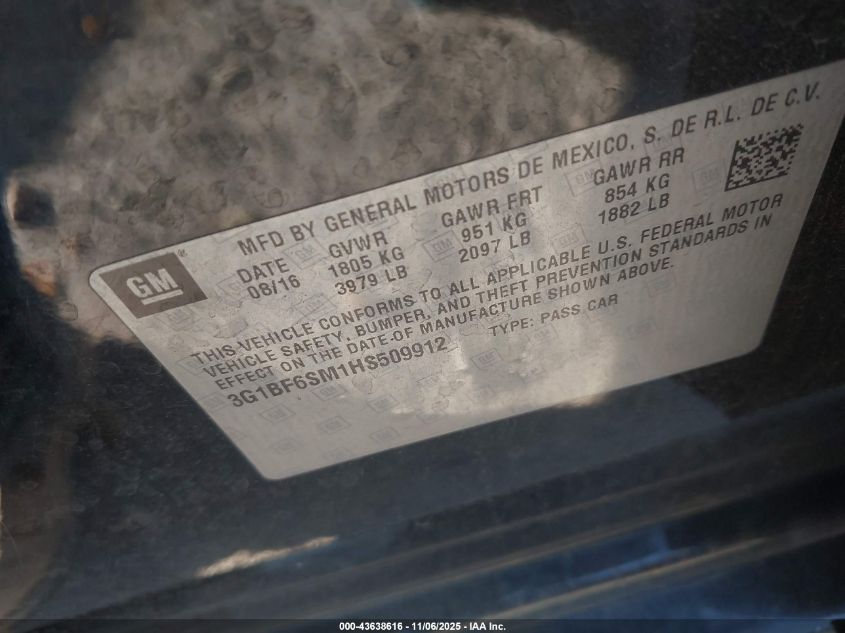 GM®
MFD BY GENERAL MOTORS DE MEXICO, S. DE R.L. DE C.V.
DATE GVWR GAWR FRT GAWR RR
08/16 1805 KG 951 KG 854 KG
3979 LB 2097 LB 1882 LB
THIS VEHICLE CONFORMS TO ALL APPLICABLE U.S. FEDERAL MOTOR
VEHICLE SAFETY, BUMPER, AND THEFT PREVENTION STANDARDS IN
EFFECT ON THE DATE OF MANUFACTURE SHOWN ABOVE.
3G1BF6SM1HS509912 TYPE: PASS CAR
000-43638616 - 11/06/2025 - IAA Inc.